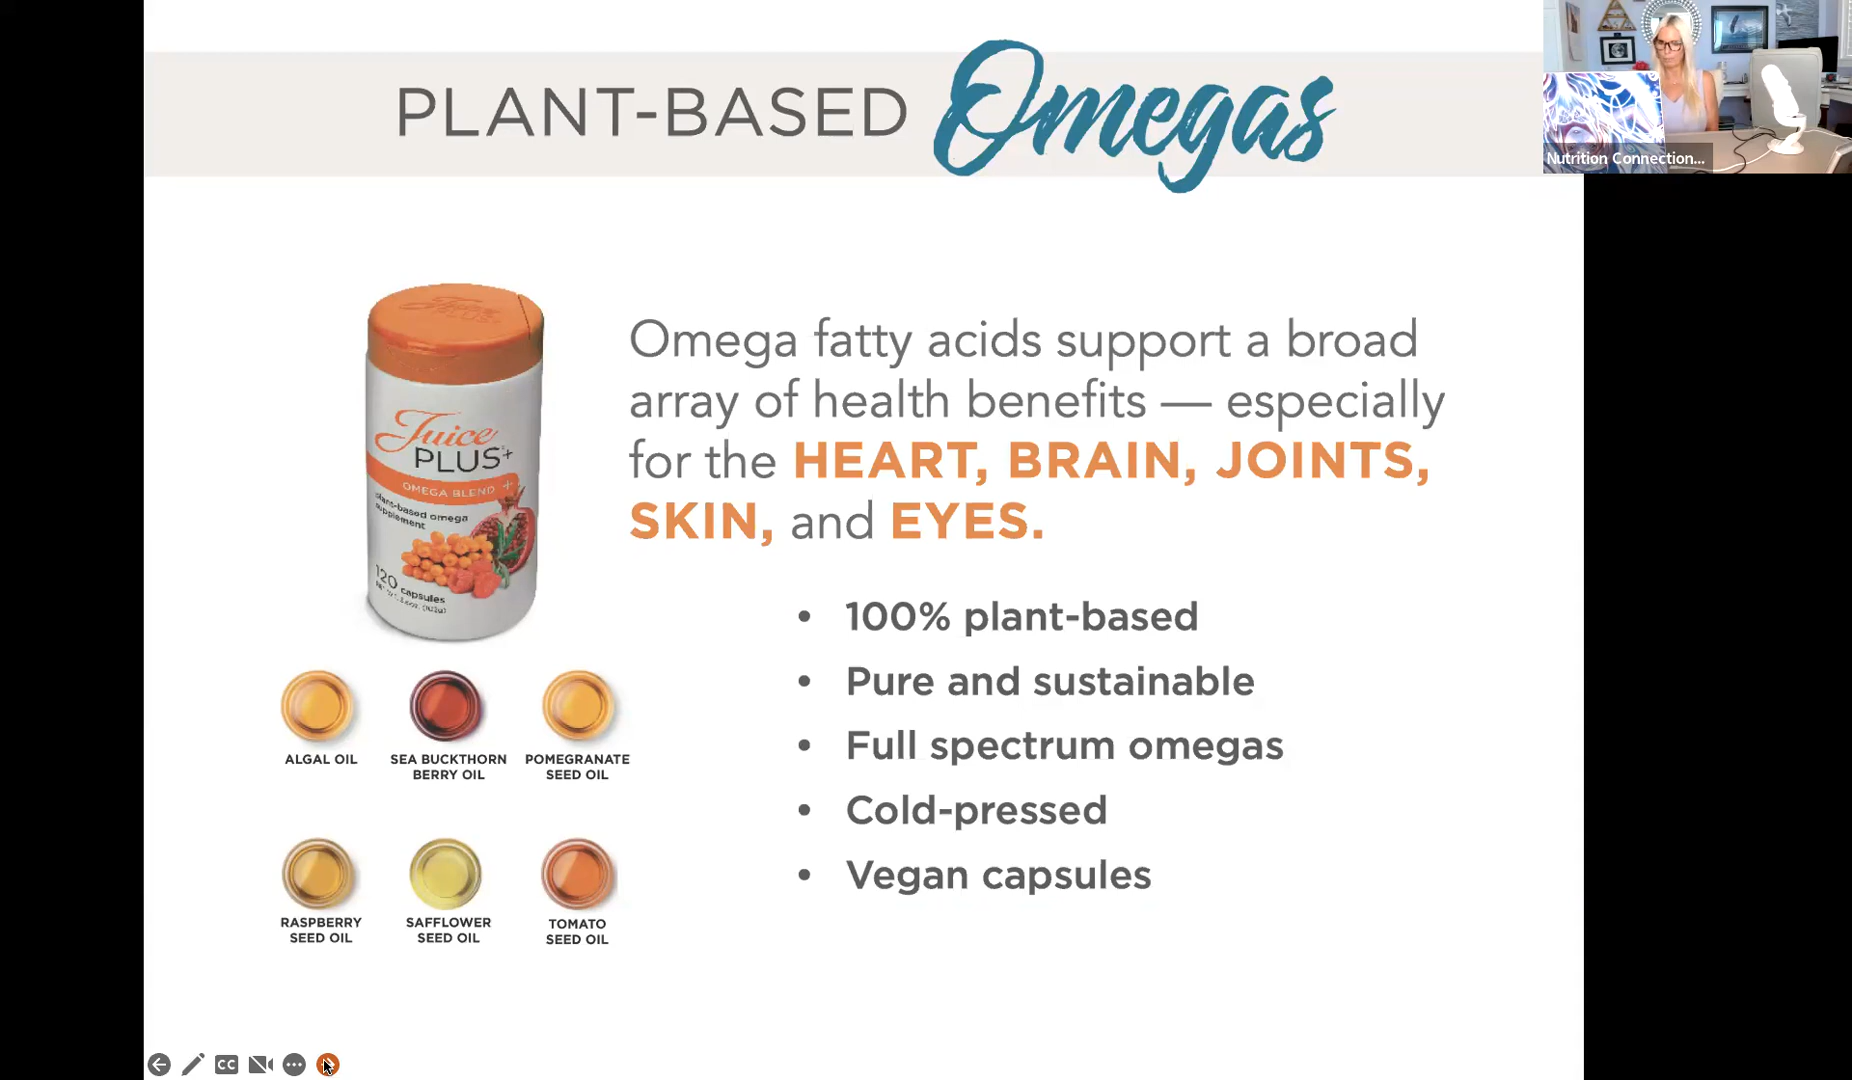 PLANT-BASED Omegas
Nutrition Connection...
Omega fatty acids support a broad
array of health benefits — especially
for the HEART, BRAIN, JOINTS,
SKIN, and EYES.
Juice
PLUS+
OMEGA BLEND +
plant-based omega
supplement
120 capsules
• 100% plant-based
• Pure and sustainable
• Full spectrum omegas
• Cold-pressed
• Vegan capsules
ALGAL OIL
SEA BUCKTHORN
BERRY OIL
POMEGRANATE
SEED OIL
RASPBERRY
SEED OIL
SAFFLOWER
SEED OIL
TOMATO
SEED OIL
CC